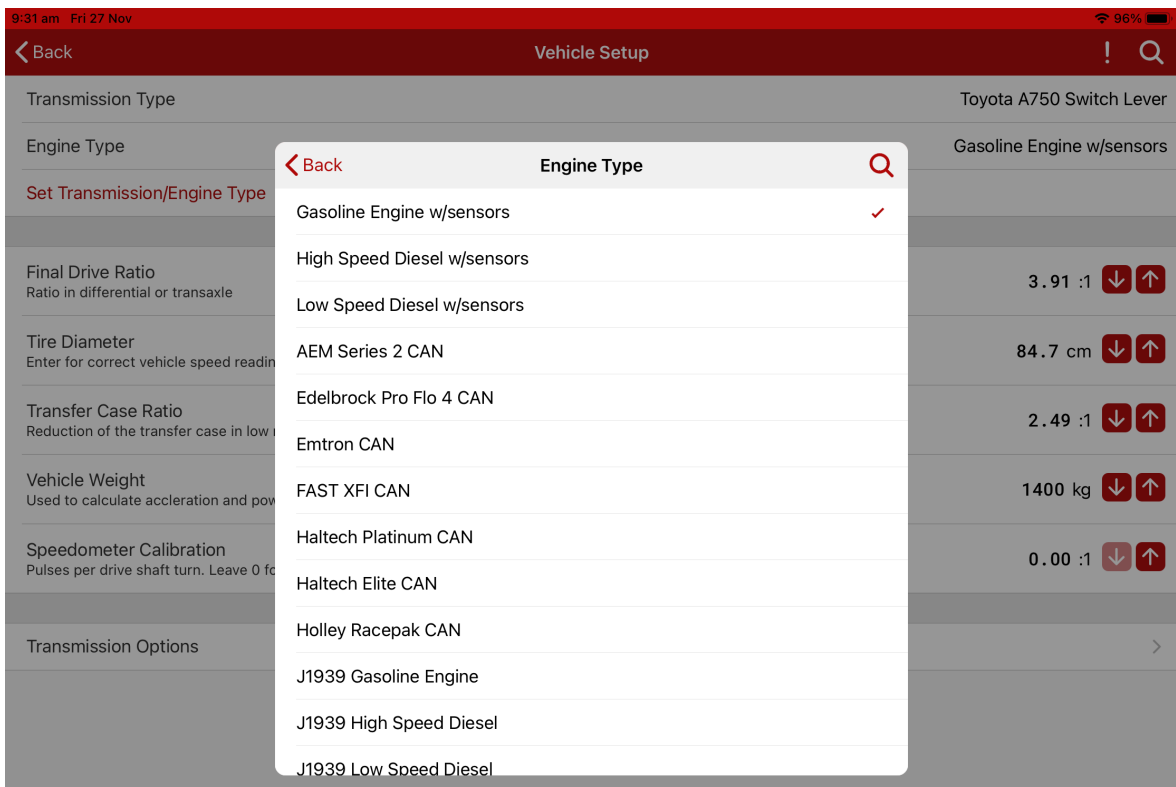 9:31 am Fri 27 Nov
96%
Back
Vehicle Setup
!
Transmission Type
Toyota A750 Switch Lever
Engine Type
Gasoline Engine w/sensors
Set Transmission/Engine Type
Final Drive Ratio
Ratio in differential or transaxle
3.91 :1
Tire Diameter
Enter for correct vehicle speed readin
84.7 cm
Transfer Case Ratio
Reduction of the transfer case in low
2.49 :1
Vehicle Weight
Used to calculate accleration and pow
1400 kg
Speedometer Calibration
Pulses per drive shaft turn. Leave 0 fo
0.00 :1
Transmission Options
Back
Engine Type
Gasoline Engine w/sensors
High Speed Diesel w/sensors
Low Speed Diesel w/sensors
AEM Series 2 CAN
Edelbrock Pro Flo 4 CAN
Emtron CAN
FAST XFI CAN
Haltech Platinum CAN
Haltech Elite CAN
Holley Racepak CAN
J1939 Gasoline Engine
J1939 High Speed Diesel
J1939 Low Speed Diesel